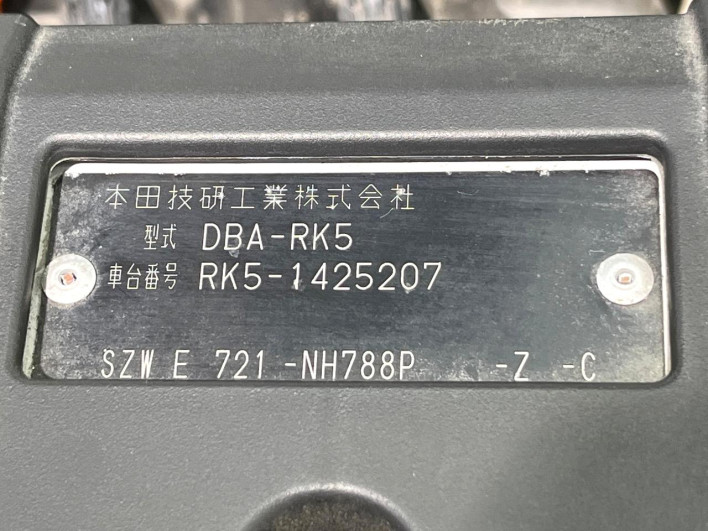 本田技研工業株式会社
型式 DBA-RK5
車台番号 RK5-1425207
SZW E 721 -NH788P -Z -C